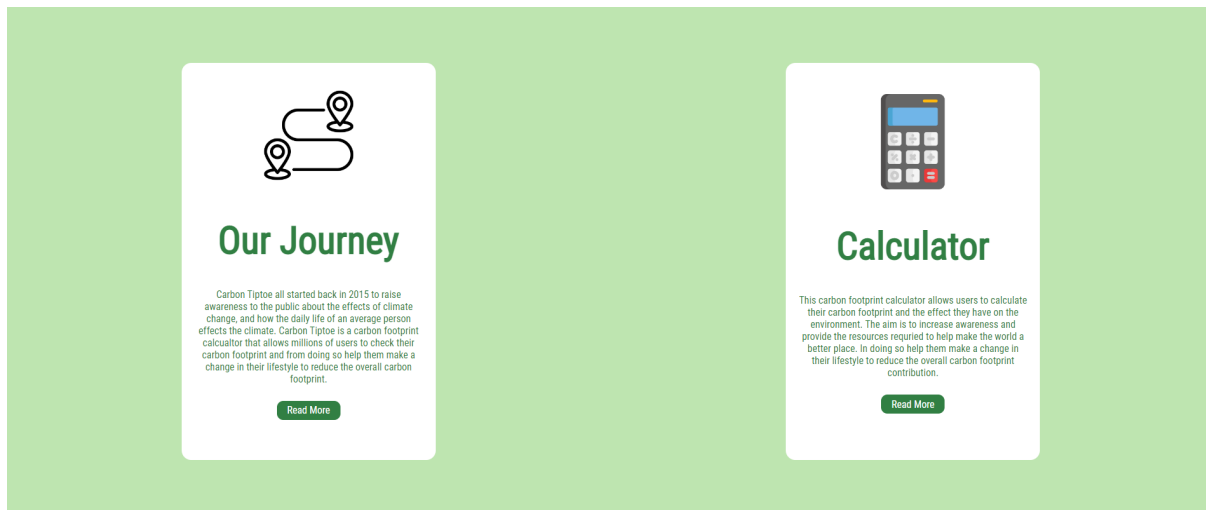 Our Journey
Carbon Tiptoe all started back in 2015 to raise
awareness to the public about the effects of climate
change, and how the daily life of an average person
effects the climate. Carbon Tiptoe is a carbon footprint
calcualtor that allows millions of users to check their
carbon footprint and from doing so help them make a
change in their lifestyle to reduce the overall carbon
footprint.
Read More
Calculator
This carbon footprint calculator allows users to calculate
their carbon footprint and the effect they have on the
environment. The aim is to increase awareness and
provide the resources requried to help make the world a
better place. In doing so help them make a change in
their lifestyle to reduce the overall carbon footprint
contribution.
Read More